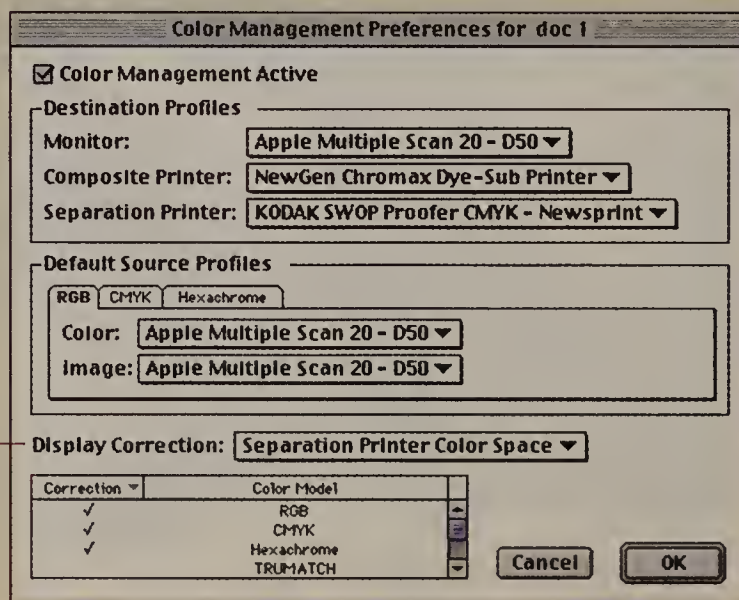 Color Management Preferences for doc 1
Color Management Active
Destination Profiles
Monitor: Apple Multiple Scan 20 - D50
Composite Printer: NewGen Chromax Dye-Sub Printer
Separation Printer: KODAK SWOP Proofer CMYK - Newsprint
Default Source Profiles
RGB CMYK Hexachrome
Color: Apple Multiple Scan 20 - D50
Image: Apple Multiple Scan 20 - D50
Display Correction: Separation Printer Color Space
Correction Color Model
✓ RGB
✓ CMYK
✓ Hexachrome
TRUMATCH
Cancel OK